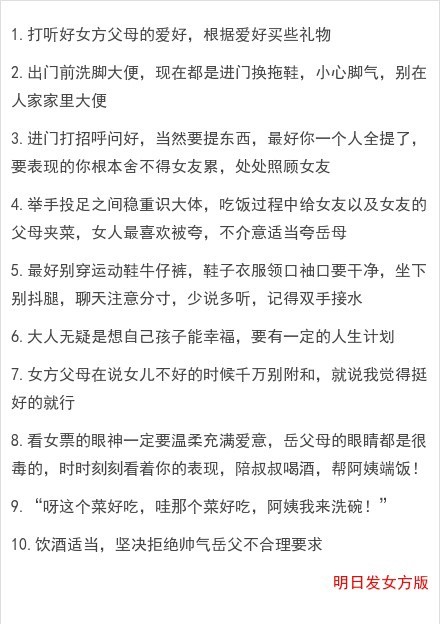 1.打听好女方父母的爱好，根据爱好买些礼物
2.出门前洗脚大便，现在都是进门换拖鞋，小心脚气，别在
人家家里大便
3.进门打招呼问好，当然要提东西，最好你一个人全提了，
要表现的你根本舍不得女友累，处处照顾女友
4.举手投足之间稳重识大体，吃饭过程中给女友以及女友的
父母夹菜，女人最喜欢被夸，不介意适当夸岳母
5.最好别穿运动鞋牛仔裤，鞋子衣服领口袖口要干净，坐下
别抖腿，聊天注意分寸，少说多听，记得双手接水
6.大人无疑是想自己孩子能幸福，要有一定的人生计划
7.女方父母在说女儿不好的时候千万别附和，就说我觉得挺
好的就行
8.看女票的眼神一定要温柔充满爱意，岳父母的眼睛都是很
毒的，时时刻刻看着你的表现，陪叔叔喝酒，帮阿姨端饭！
9.“呀这个菜好吃，哇那个菜好吃，阿姨我来洗碗！”
10.饮酒适当，坚决拒绝帅气岳父不合理要求
明日发女方版